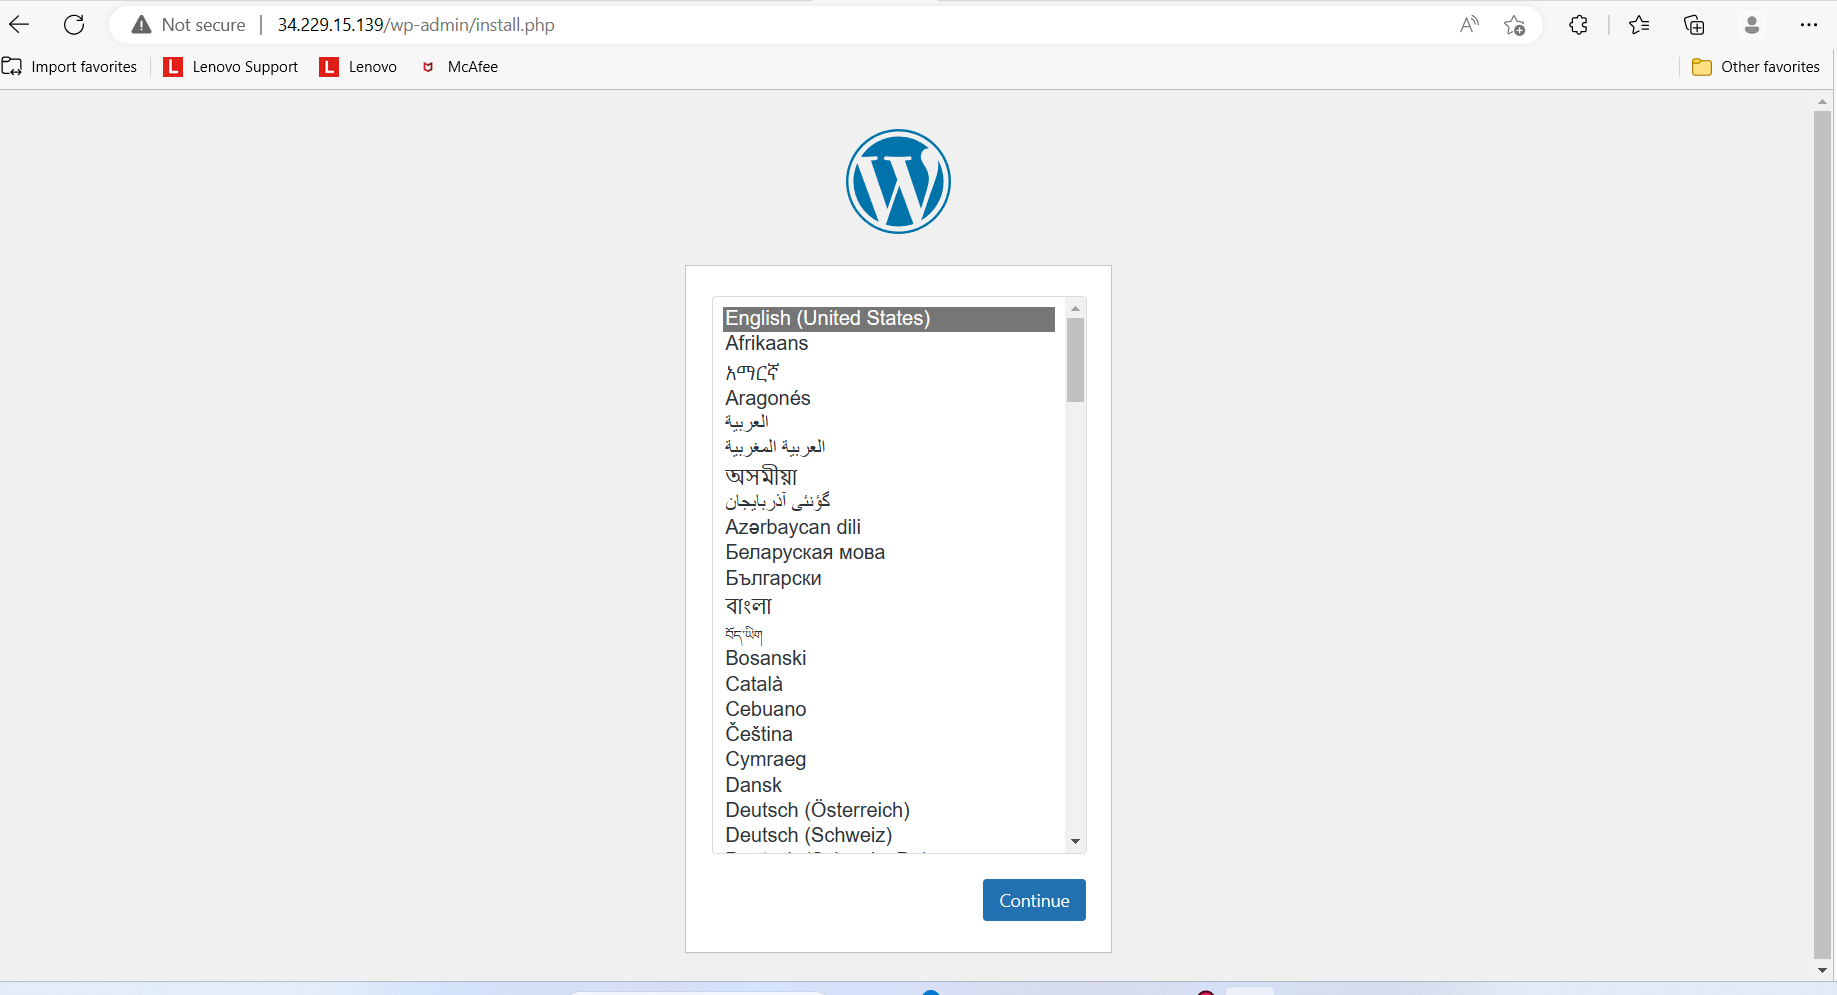 Not secure | 34.229.15.139/wp-admin/install.php
Import favorites Lenovo Support Lenovo McAfee Other favorites
English (United States)
Afrikaans
አማርኛ
Aragonés
العربية
العربية المغربية
অসমীয়া
گؤنئی آذربایجان
Azərbaycan dili
Беларуская мова
Български
বাংলা
བོད་ཡིག
Bosanski
Català
Cebuano
Čeština
Cymraeg
Dansk
Deutsch (Österreich)
Deutsch (Schweiz)
Continue